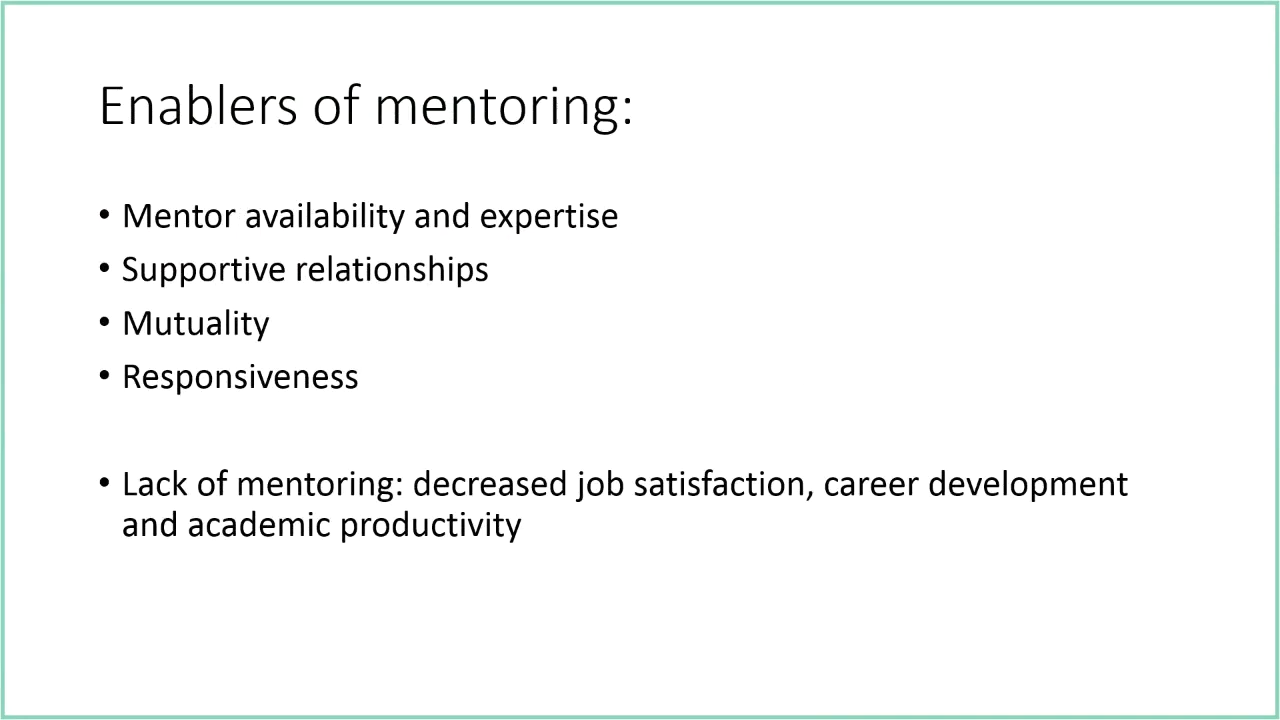 Enablers of mentoring:
• Mentor availability and expertise
• Supportive relationships
• Mutuality
• Responsiveness
• Lack of mentoring: decreased job satisfaction, career development
and academic productivity